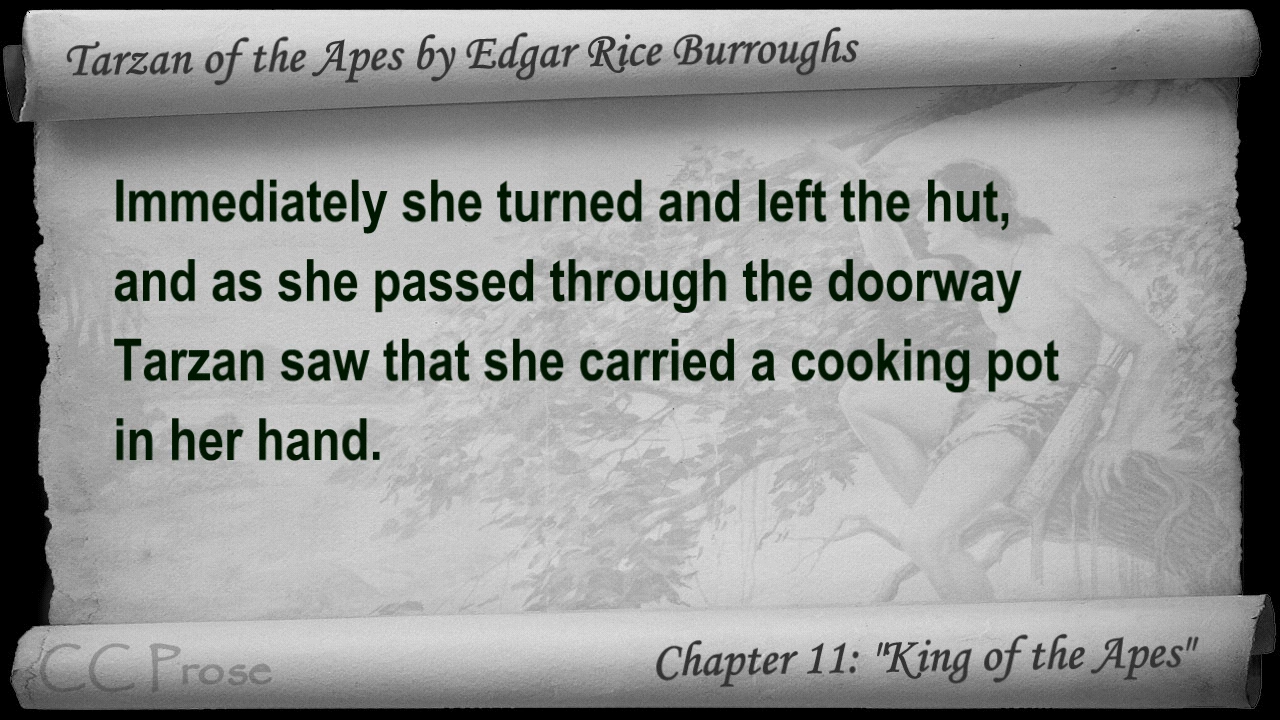 Tarzan of the Apes by Edgar Rice Burroughs
Immediately she turned and left the hut,
and as she passed through the doorway
Tarzan saw that she carried a cooking pot
in her hand.
CC Prose
Chapter 11: "King of the Apes"